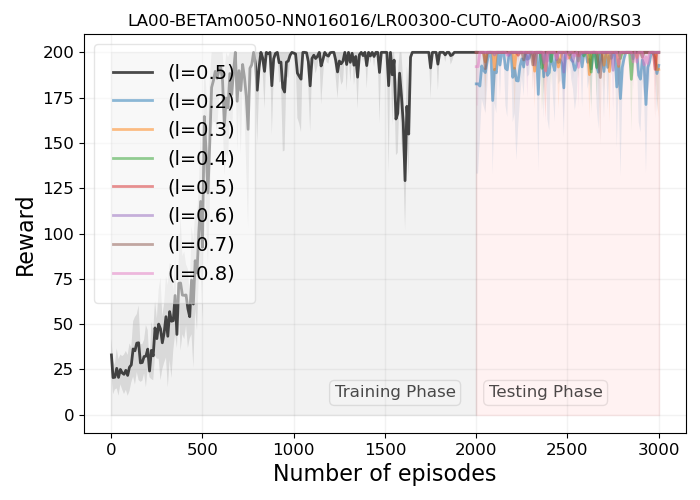 LA00-BETAm0050-NN016016/LR00300-CUT0-Ao00-Ai00/RS03
200
175
150
125
100
75
50
25
0
Reward
(l=0.5)
(l=0.2)
(l=0.3)
(l=0.4)
(l=0.5)
(l=0.6)
(l=0.7)
(l=0.8)
Training Phase
Testing Phase
0
500
1000
1500
2000
2500
3000
Number of episodes